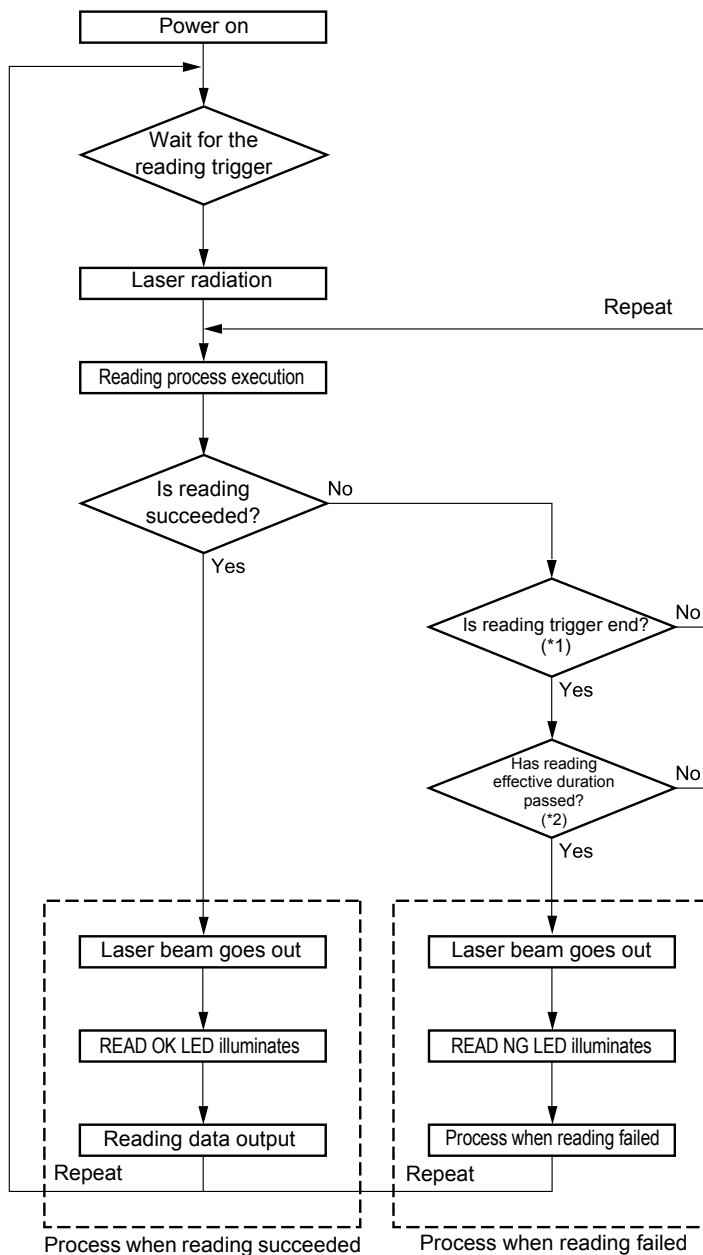 Power on
Wait for the
reading trigger
Laser radiation
Repeat
Reading process execution
Is reading
succeeded?
No
Yes
Is reading trigger end?
(*1)
No
Yes
Has reading
effective duration
passed?
(*2)
No
Yes
Laser beam goes out
READ OK LED illuminates
Reading data output
Repeat
Process when reading succeeded
Laser beam goes out
READ NG LED illuminates
Process when reading failed
Repeat
Process when reading failed